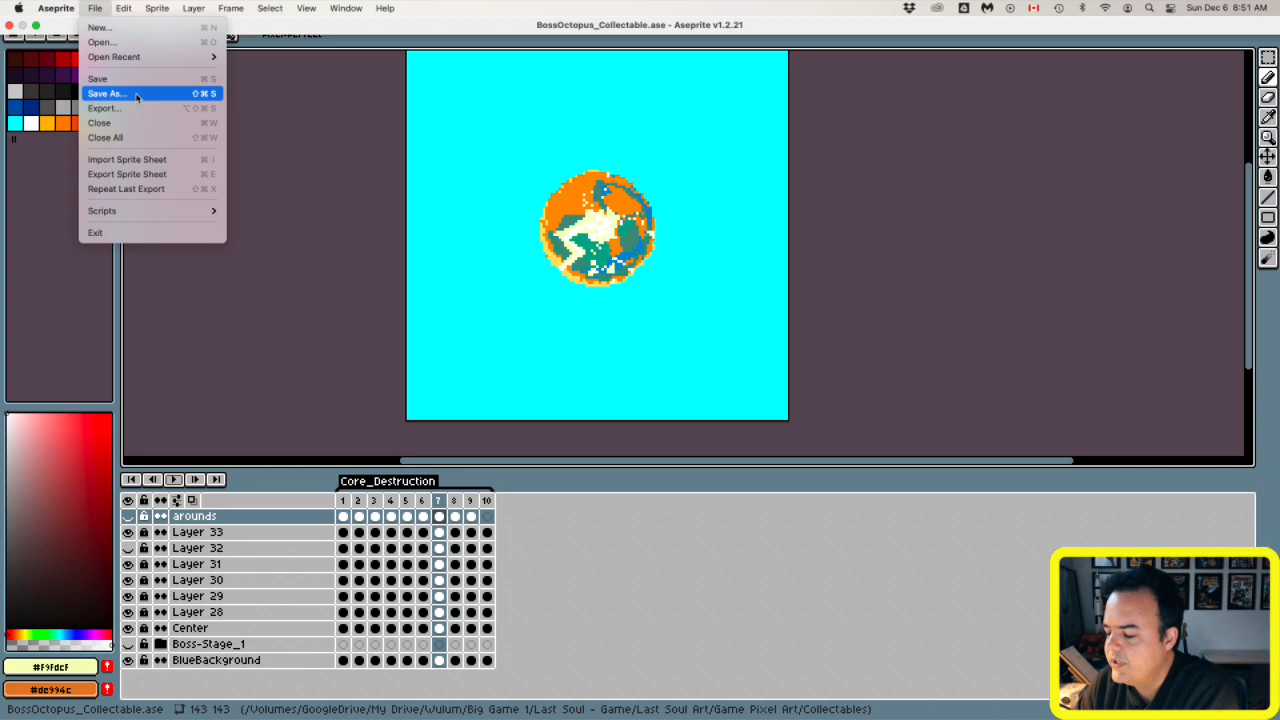 Aseprite File Edit Sprite Layer Frame Select View Window Help Sun Dec 6 8:51 AM
BossOctopus_Collectable.ase - Aseprite v1.2.21
New... ⌘ N
Open... ⌘ O
Open Recent >
Save ⌘ S
Save As... ⇧⌘ S
Export... ⌥⇧⌘ S
Close ⌘W
Close All ⇧⌘W
Import Sprite Sheet ⌘ I
Export Sprite Sheet ⌘ E
Repeat Last Export ⇧⌘ X
Scripts >
Exit
Core_Destruction
1 2 3 4 5 6 7 8 9 10
arounds
Layer 33
Layer 32
Layer 31
Layer 30
Layer 29
Layer 28
Center
Boss-Stage_1
BlueBackground
#F9FdcF
#dc994c
BossOctopus_Collectable.ase 143 143 (/Volumes/GoogleDrive/My Drive/Wulum/Big Game 1/Last Soul - Game/Last Soul Art/Game Pixel Art/Collectables)